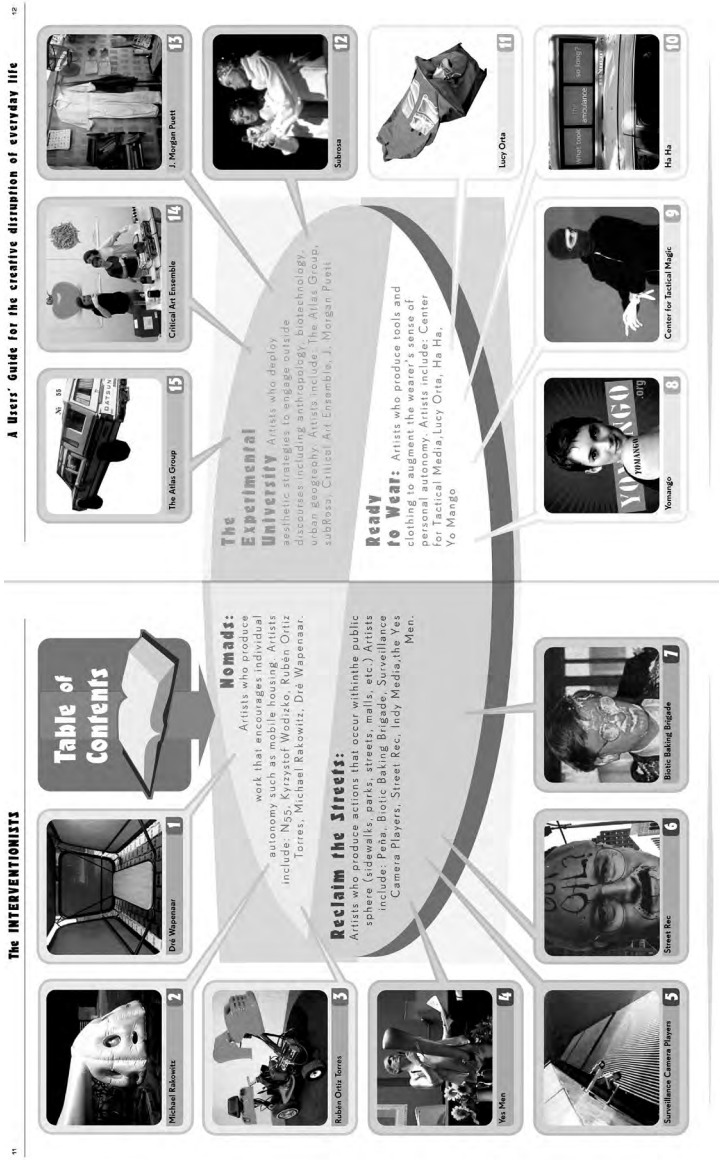 11
The INTERVENTIONISTS
A Users' Guide for the creative disruption of everyday life
12
Table of
Contents
Nomads:
Artists who produce
work that encourages individual
autonomy such as mobile housing. Artists
include: N55, Kyrzystof Wodizko, Rubén Ortiz
Torres, Michael Rakowitz, Dré Wapenaar.
Reclaim the Streets:
Artists who produce actions that occur withinthe public
sphere (sidewalks, parks, streets, malls, etc.) Artists
include: Peña, Biotic Baking Brigade, Surveillance
Camera Players, Street Rec, Indy Media,the Yes
Men.
The
Experimental
University Artists who deploy
aesthetic strategies to engage outside
discourses including anthropology, biotechnology,
urban geography. Artists include: The Atlas Group,
subRosa, Critical Art Ensemble, J. Morgan Puett
Ready
to Wear: Artists who produce tools and
clothing to augment the wearer's sense of
personal autonomy. Artists include: Center
for Tactical Media,Lucy Orta, Ha Ha,
Yo Mango
Dré Wapenaar
1
Michael Rakowitz
2
Rubén Ortiz Torres
3
Yes Men
4
Surveillance Camera Players
5
Street Rec
6
OIL?
Biotic Baking Brigade
7
YOMANGO
YOMANGO
.org
Yomango
8
Center for Tactical Magic
9
what took
ambulance
so long?
Ha Ha
10
Lucy Orta
11
Subrosa
12
J. Morgan Puett
13
Critical Art Ensemble
14
№ 55
DATSUN
The Atlas Group
15